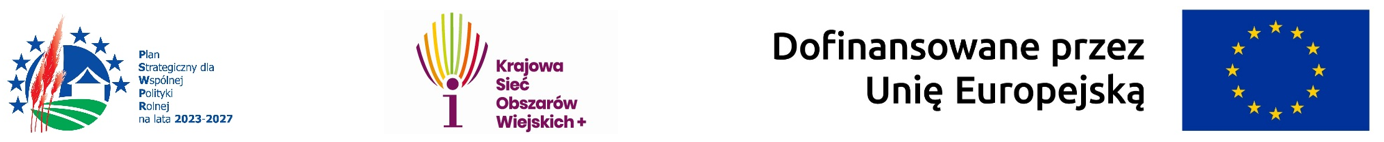 Plan
Strategiczny dla
Wspólnej
Polityki
Rolnej
na lata 2023-2027
Krajowa
Sieć
Obszarów
Wiejskich +
Dofinansowane przez
Unię Europejską